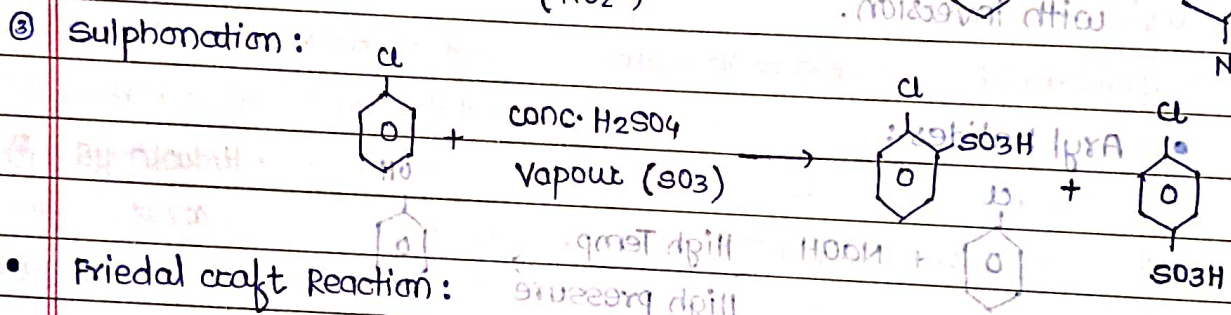 ③ Sulphonation:
Cl Cl Cl
O + conc. H2SO4 → O SO3H + O
Vapour (SO3)
SO3H
• Friedal craft Reaction: